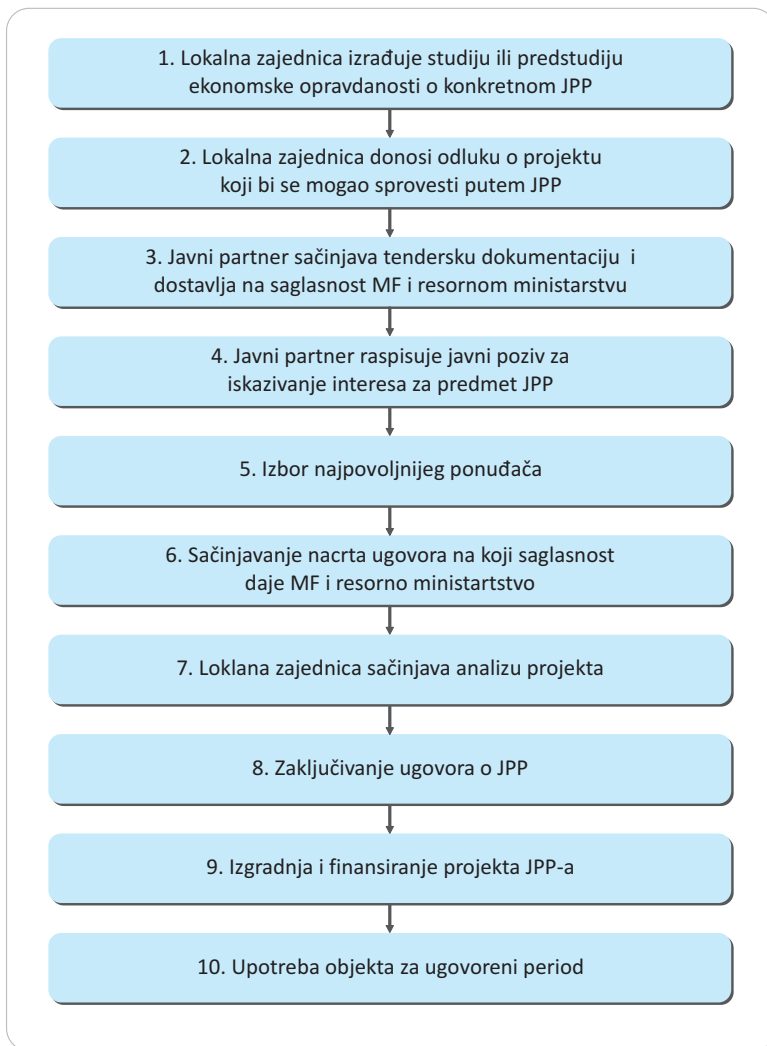 1. Lokalna zajednica izrađuje studiju ili predstudiju
ekonomske opravdanosti o konkretnom JPP
2. Lokalna zajednica donosi odluku o projektu
koji bi se mogao sprovesti putem JPP
3. Javni partner sačinjava tendersku dokumentaciju i
dostavlja na saglasnost MF i resornom ministarstvu
4. Javni partner raspisuje javni poziv za
iskazivanje interesa za predmet JPP
5. Izbor najpovoljnijeg ponuđača
6. Sačinjavanje nacrta ugovora na koji saglasnost
daje MF i resorno ministartstvo
7. Loklana zajednica sačinjava analizu projekta
8. Zaključivanje ugovora o JPP
9. Izgradnja i finansiranje projekta JPP-a
10. Upotreba objekta za ugovoreni period